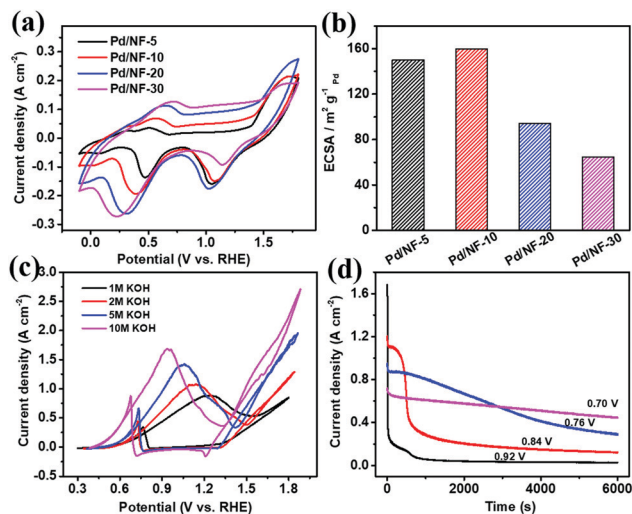 (a)
Pd/NF-5
Pd/NF-10
Pd/NF-20
Pd/NF-30
Current density (A cm⁻²)
0.3
0.2
0.1
0.0
-0.1
-0.2
-0.3
0.0 0.5 1.0 1.5
Potential (V vs. RHE)
(b)
ECSA / m² g⁻¹ Pd
160
120
80
40
0
Pd/NF-5 Pd/NF-10 Pd/NF-20 Pd/NF-30
(c)
1M KOH
2M KOH
5M KOH
10M KOH
Current density (A cm⁻²)
3.0
2.5
2.0
1.5
1.0
0.5
0.0
-0.5
0.3 0.6 0.9 1.2 1.5 1.8
Potential (V vs. RHE)
(d)
Current density (A cm⁻²)
1.6
1.2
0.8
0.4
0.0
0.70 V
0.76 V
0.84 V
0.92 V
0 2000 4000 6000
Time (s)